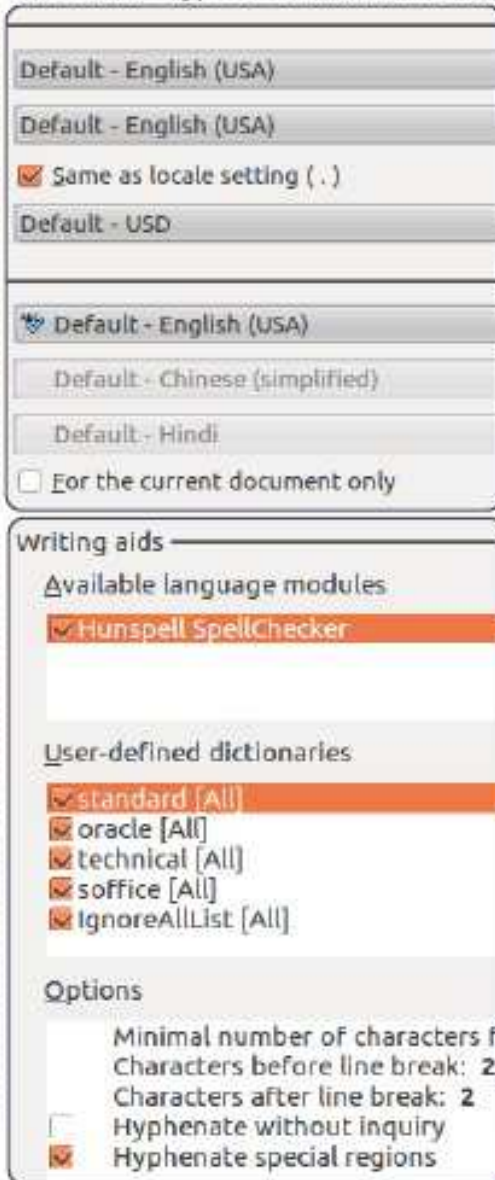 Default - English (USA)
Default - English (USA)
Same as locale setting ( . )
Default - USD
Default - English (USA)
Default - Chinese (simplified)
Default - Hindi
For the current document only
Writing aids
Available language modules
Hunspell SpellChecker
User-defined dictionaries
standard [All]
oracle [All]
technical [All]
soffice [All]
IgnoreAllList [All]
Options
Minimal number of characters
Characters before line break: 2
Characters after line break: 2
Hyphenate without inquiry
Hyphenate special regions